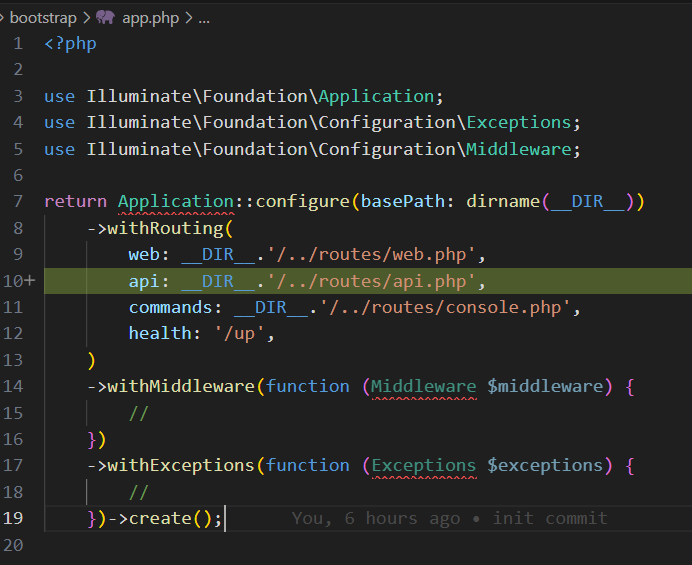 bootstrap > app.php > ...
1 <?php
2
3 use Illuminate\Foundation\Application;
4 use Illuminate\Foundation\Configuration\Exceptions;
5 use Illuminate\Foundation\Configuration\Middleware;
6
7 return Application::configure(basePath: dirname(__DIR__))
8     ->withRouting(
9         web: __DIR__.'/../routes/web.php',
10+         api: __DIR__.'/../routes/api.php',
11         commands: __DIR__.'/../routes/console.php',
12         health: '/up',
13     )
14     ->withMiddleware(function (Middleware $middleware) {
15         //
16     })
17     ->withExceptions(function (Exceptions $exceptions) {
18         //
19     })->create(); You, 6 hours ago • init commit
20